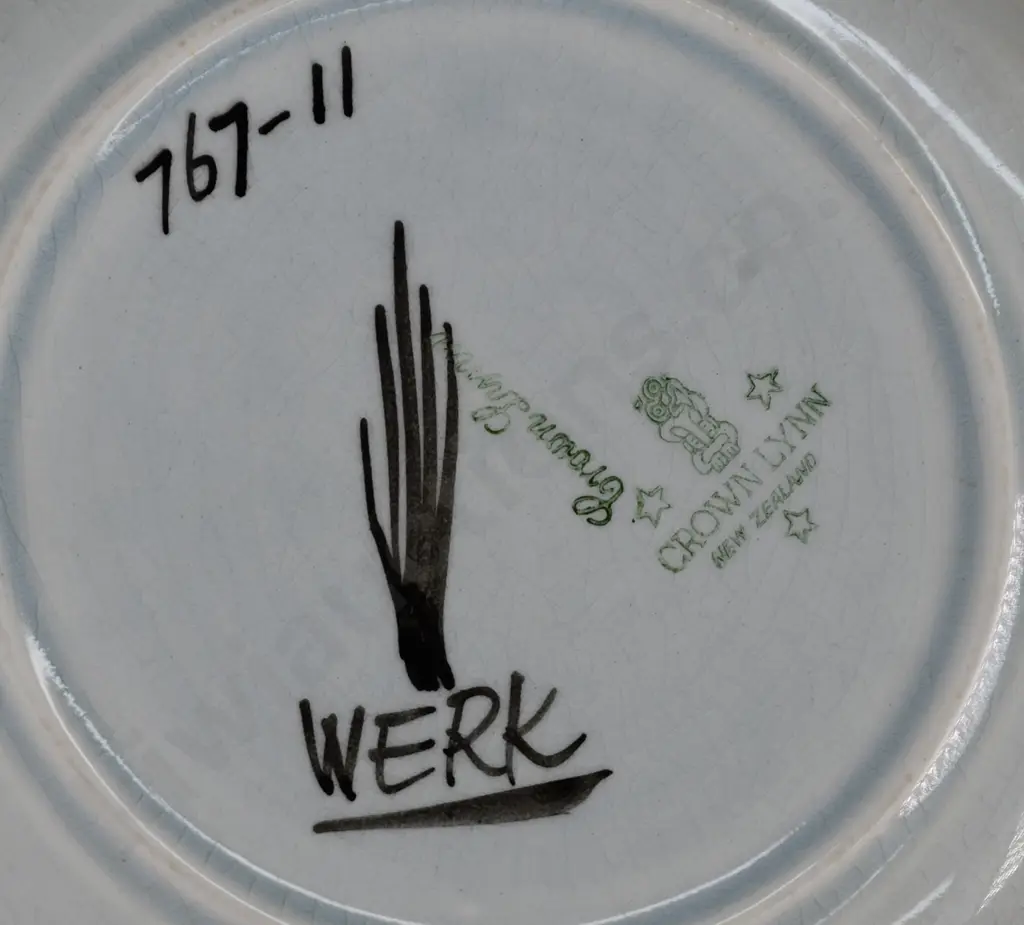 767-11
Crown Lynn
CROWN LYNN
NEW ZEALAND
WERK